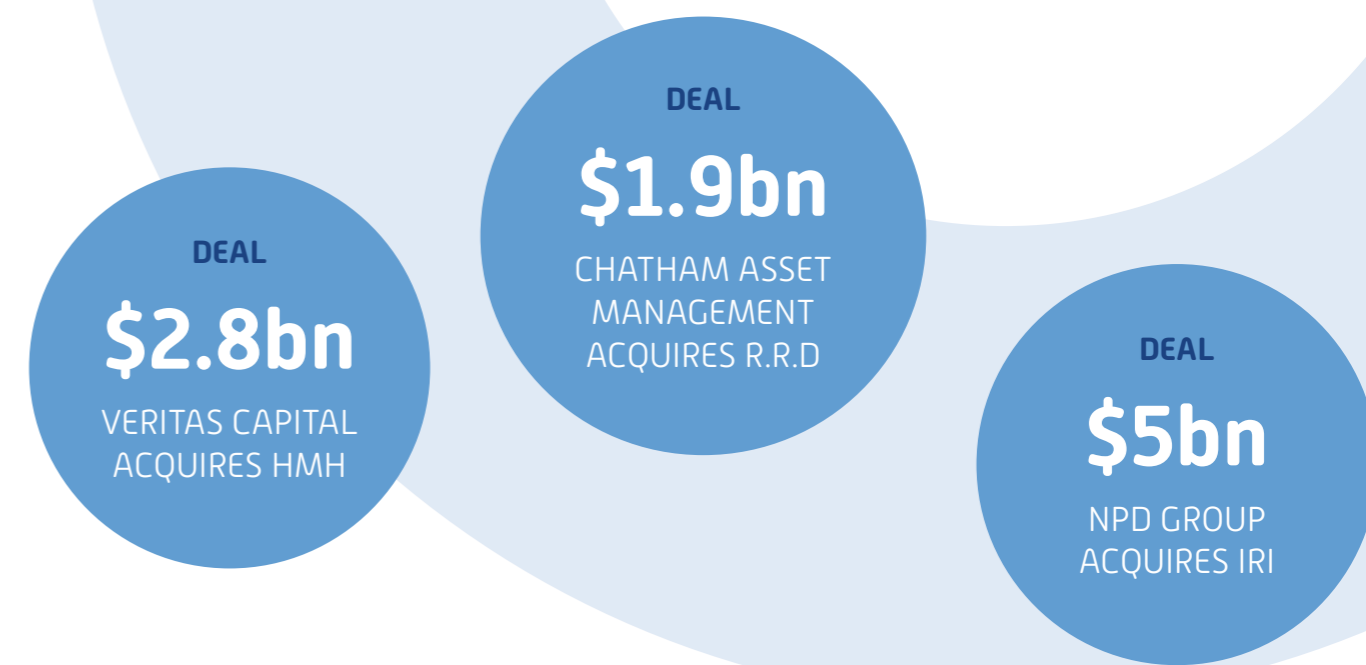 DEAL
$2.8bn
VERITAS CAPITAL
ACQUIRES HMH
DEAL
$1.9bn
CHATHAM ASSET
MANAGEMENT
ACQUIRES R.R.D
DEAL
$5bn
NPD GROUP
ACQUIRES IRI